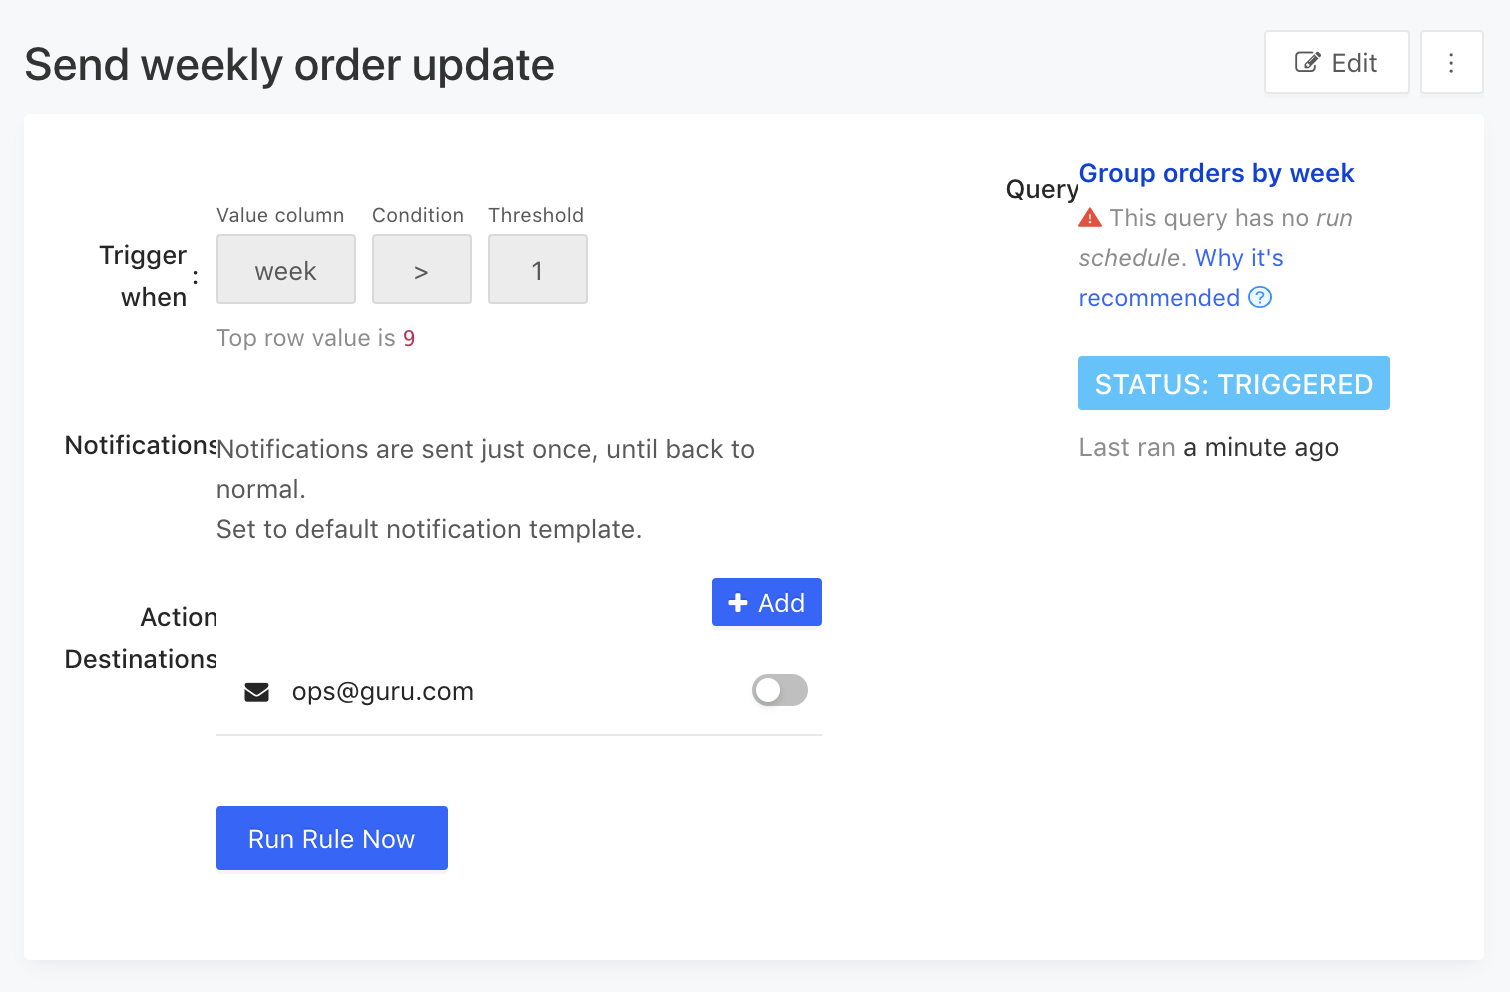 Send weekly order update
Edit
Value column Condition Threshold
Trigger when :
week > 1
Top row value is 9
Notifications
Notifications are sent just once, until back to
normal.
Set to default notification template.
Action
Destinations
Add
ops@guru.com
Run Rule Now
Query
Group orders by week
This query has no run
schedule. Why it's
recommended ?
STATUS: TRIGGERED
Last ran a minute ago